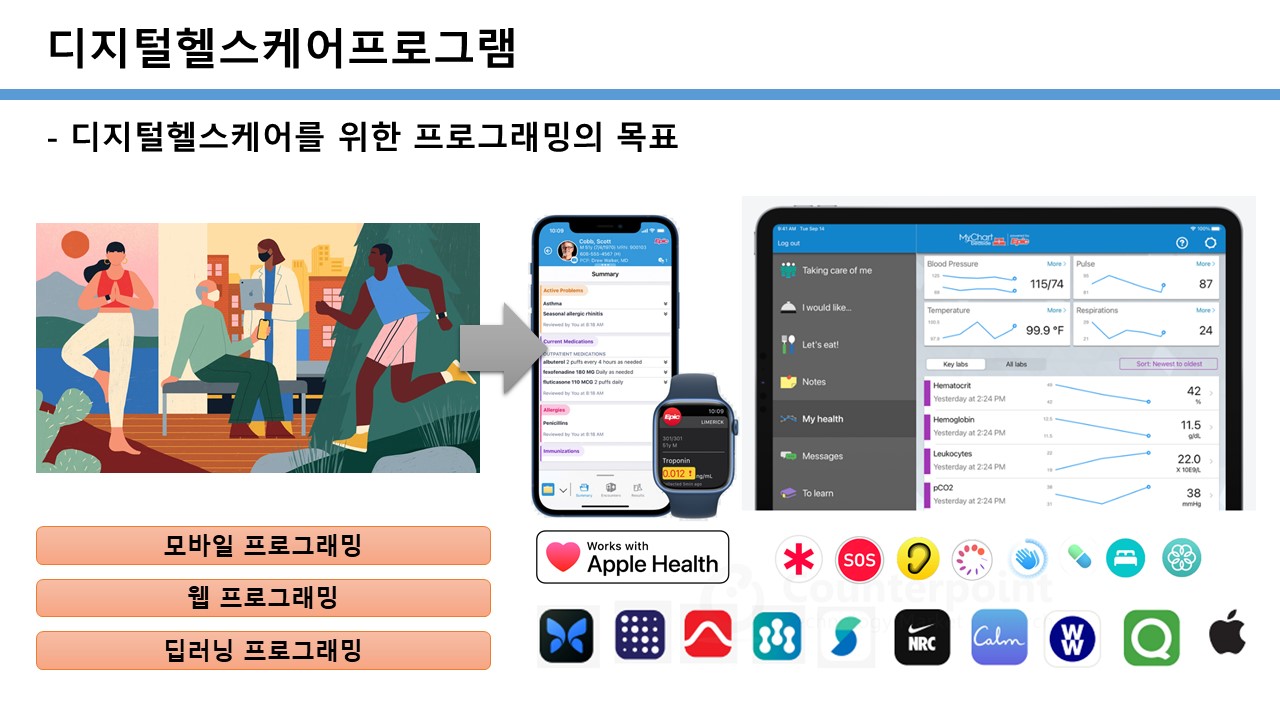 디지털헬스케어프로그램
- 디지털헬스케어를 위한 프로그래밍의 목표
모바일 프로그래밍
웹 프로그래밍
딥러닝 프로그래밍
10:09
Cobb, Scott
Epic
Summary
Active Problems
Asthma
Seasonal allergic rhinitis
Reviewed by You at 8:18 AM
Current Medications
OUTPATIENT MEDICATIONS
albuterol 2 puffs every 4 hours as needed
fexofenadine 180 MG Daily as needed
fluticasone 110 MCG 2 puffs daily
Reviewed by You at 8:18 AM
Allergies
Penicillins
Reviewed by You at 8:18 AM
Immunizations
Summary
Encounters
Results
Epic
10:09
LIMERICK
301/301
61y M
Troponin
0.012 ! ng/mL
9:41 AM Tue Sep 14
100%
Log out
MyChart
Epic
Taking care of me
I would like...
Let's eat!
Notes
My health
Messages
To learn
Blood Pressure
More
115/74
Pulse
More
87
Temperature
More
99.9 °F
Respirations
More
24
Key labs
All labs
Sort: Newest to oldest
Hematocrit
Yesterday at 2:24 PM
42
%
Hemoglobin
Yesterday at 2:24 PM
11.5
g/dL
Leukocytes
Yesterday at 2:24 PM
22.0
X 10E9/L
pCO2
Yesterday at 2:24 PM
38
mmHg
Works with
Apple Health
SOS
Counterpoint
NRC
Calm
W
W